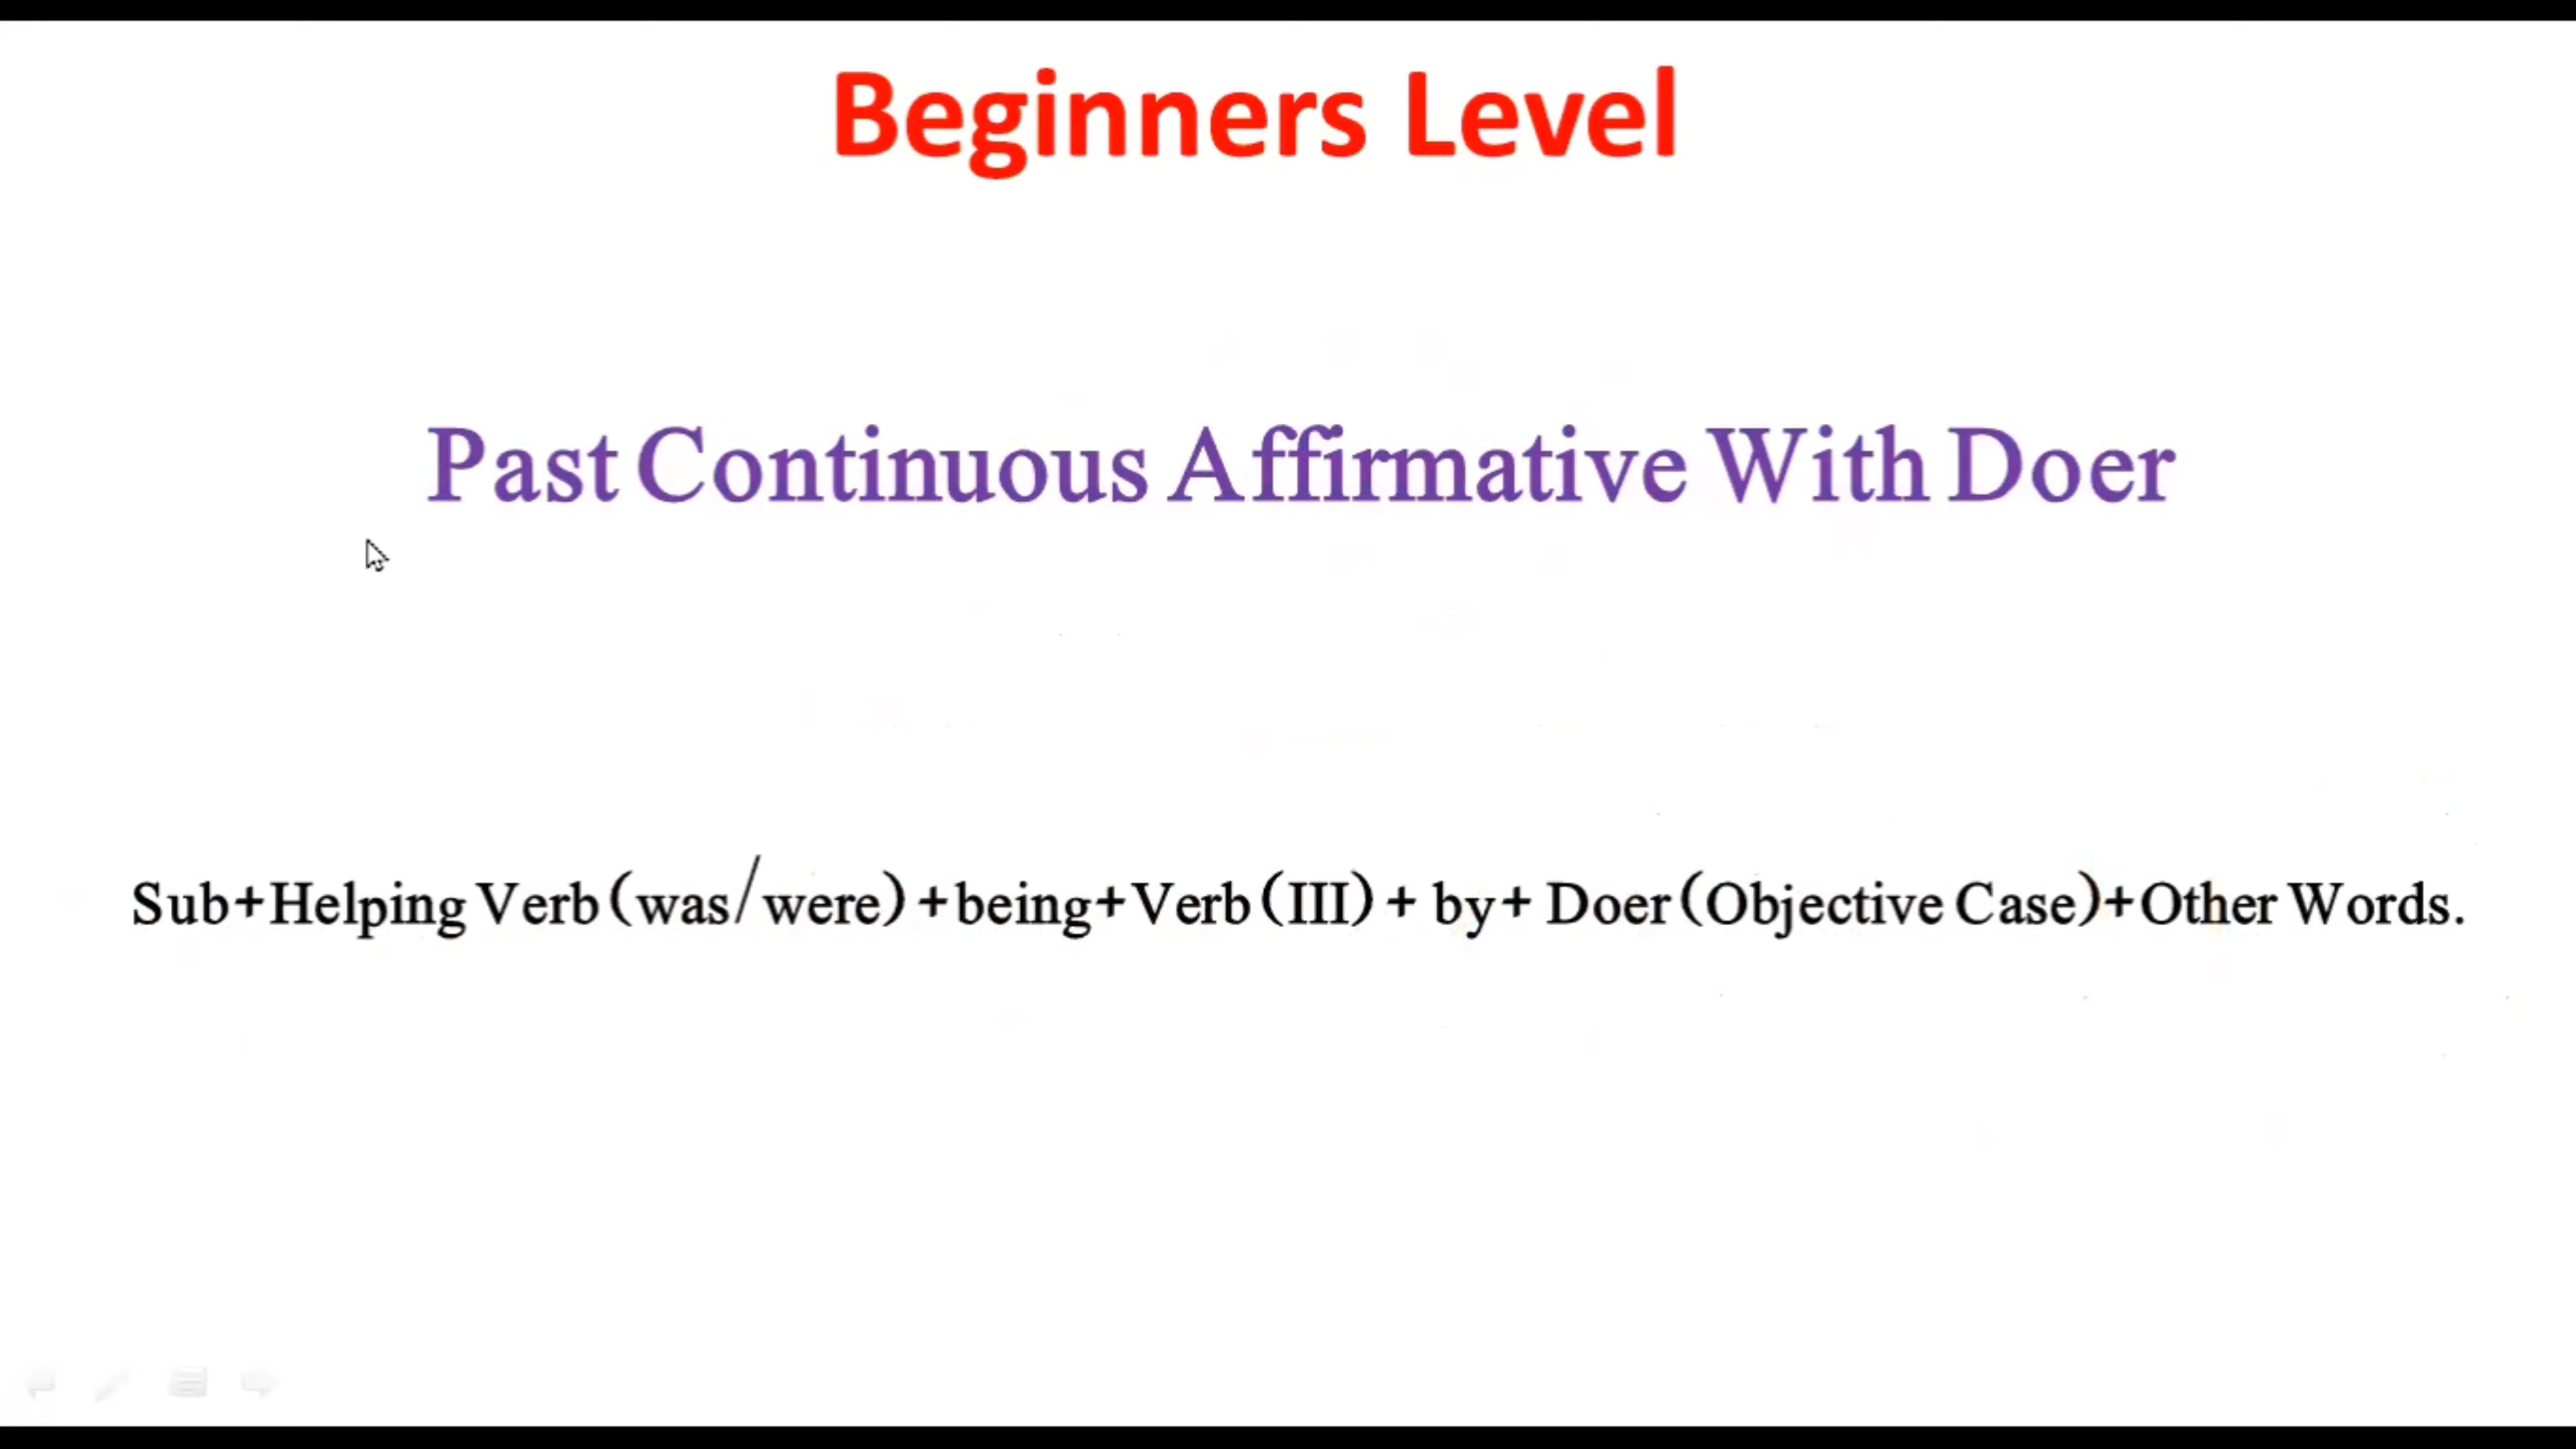 Beginners Level
Past Continuous Affirmative With Doer
Sub+Helping Verb(was/were)+being+Verb(III)+ by+ Doer(Objective Case)+Other Words.